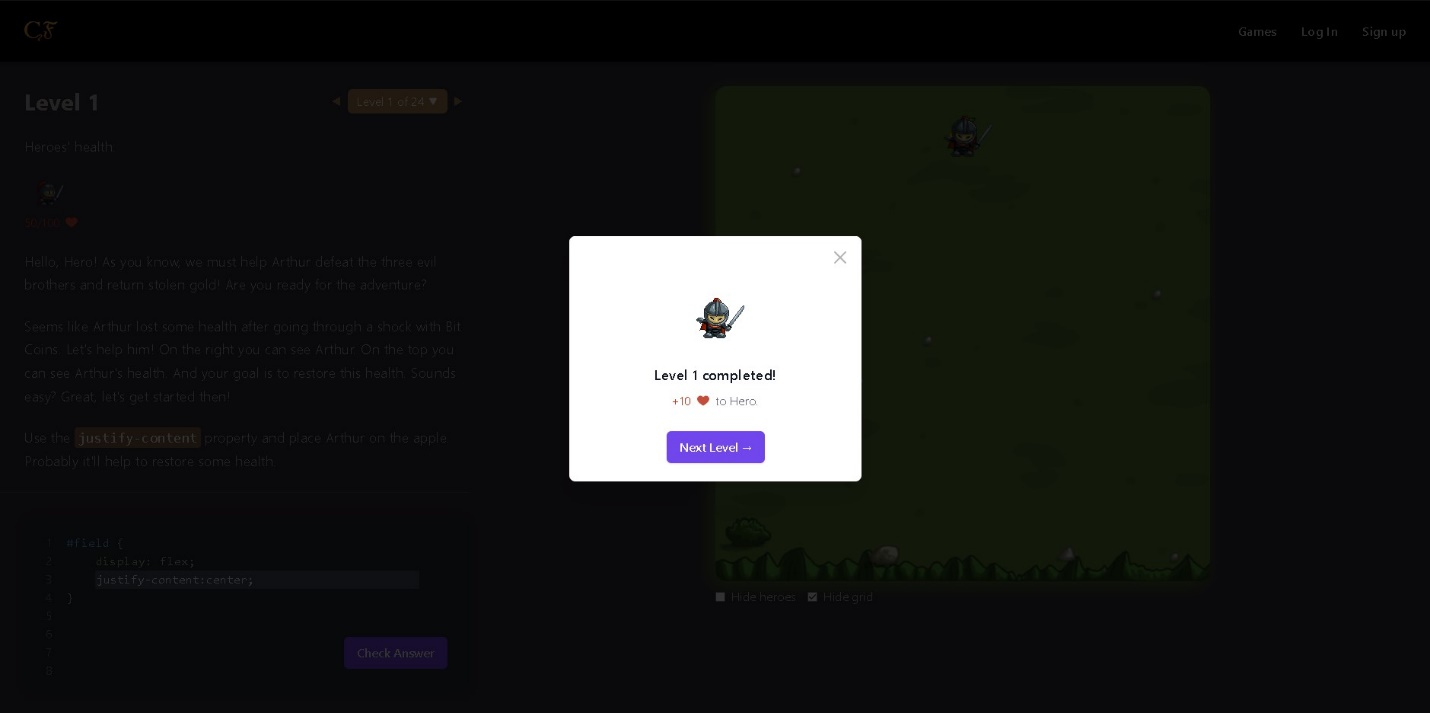 CF
Games Log In Sign up
Level 1
Level 1 of 24 ▼
Heroes' health
Hello, Hero! As you know, we must help Arthur defeat the three evil
brothers and return stolen gold! Are you ready for the adventure?
Seems like Arthur lost some health after going through a shock with Bit
Coins. Let's help him! On the right you can see Arthur. On the top you
can see Arthur's health. And your goal is to restore this health. Sounds
easy? Great, let's get started then!
Use the justify-content property and place Arthur on the apple
Probably it'll help to restore some health
1 #field {
2 display: flex;
3 justify-content:center;
4 }
5
6
7
8
Check Answer
Level 1 completed!
+10 ❤ to Hero.
Next Level →
Hide heroes Hide grid